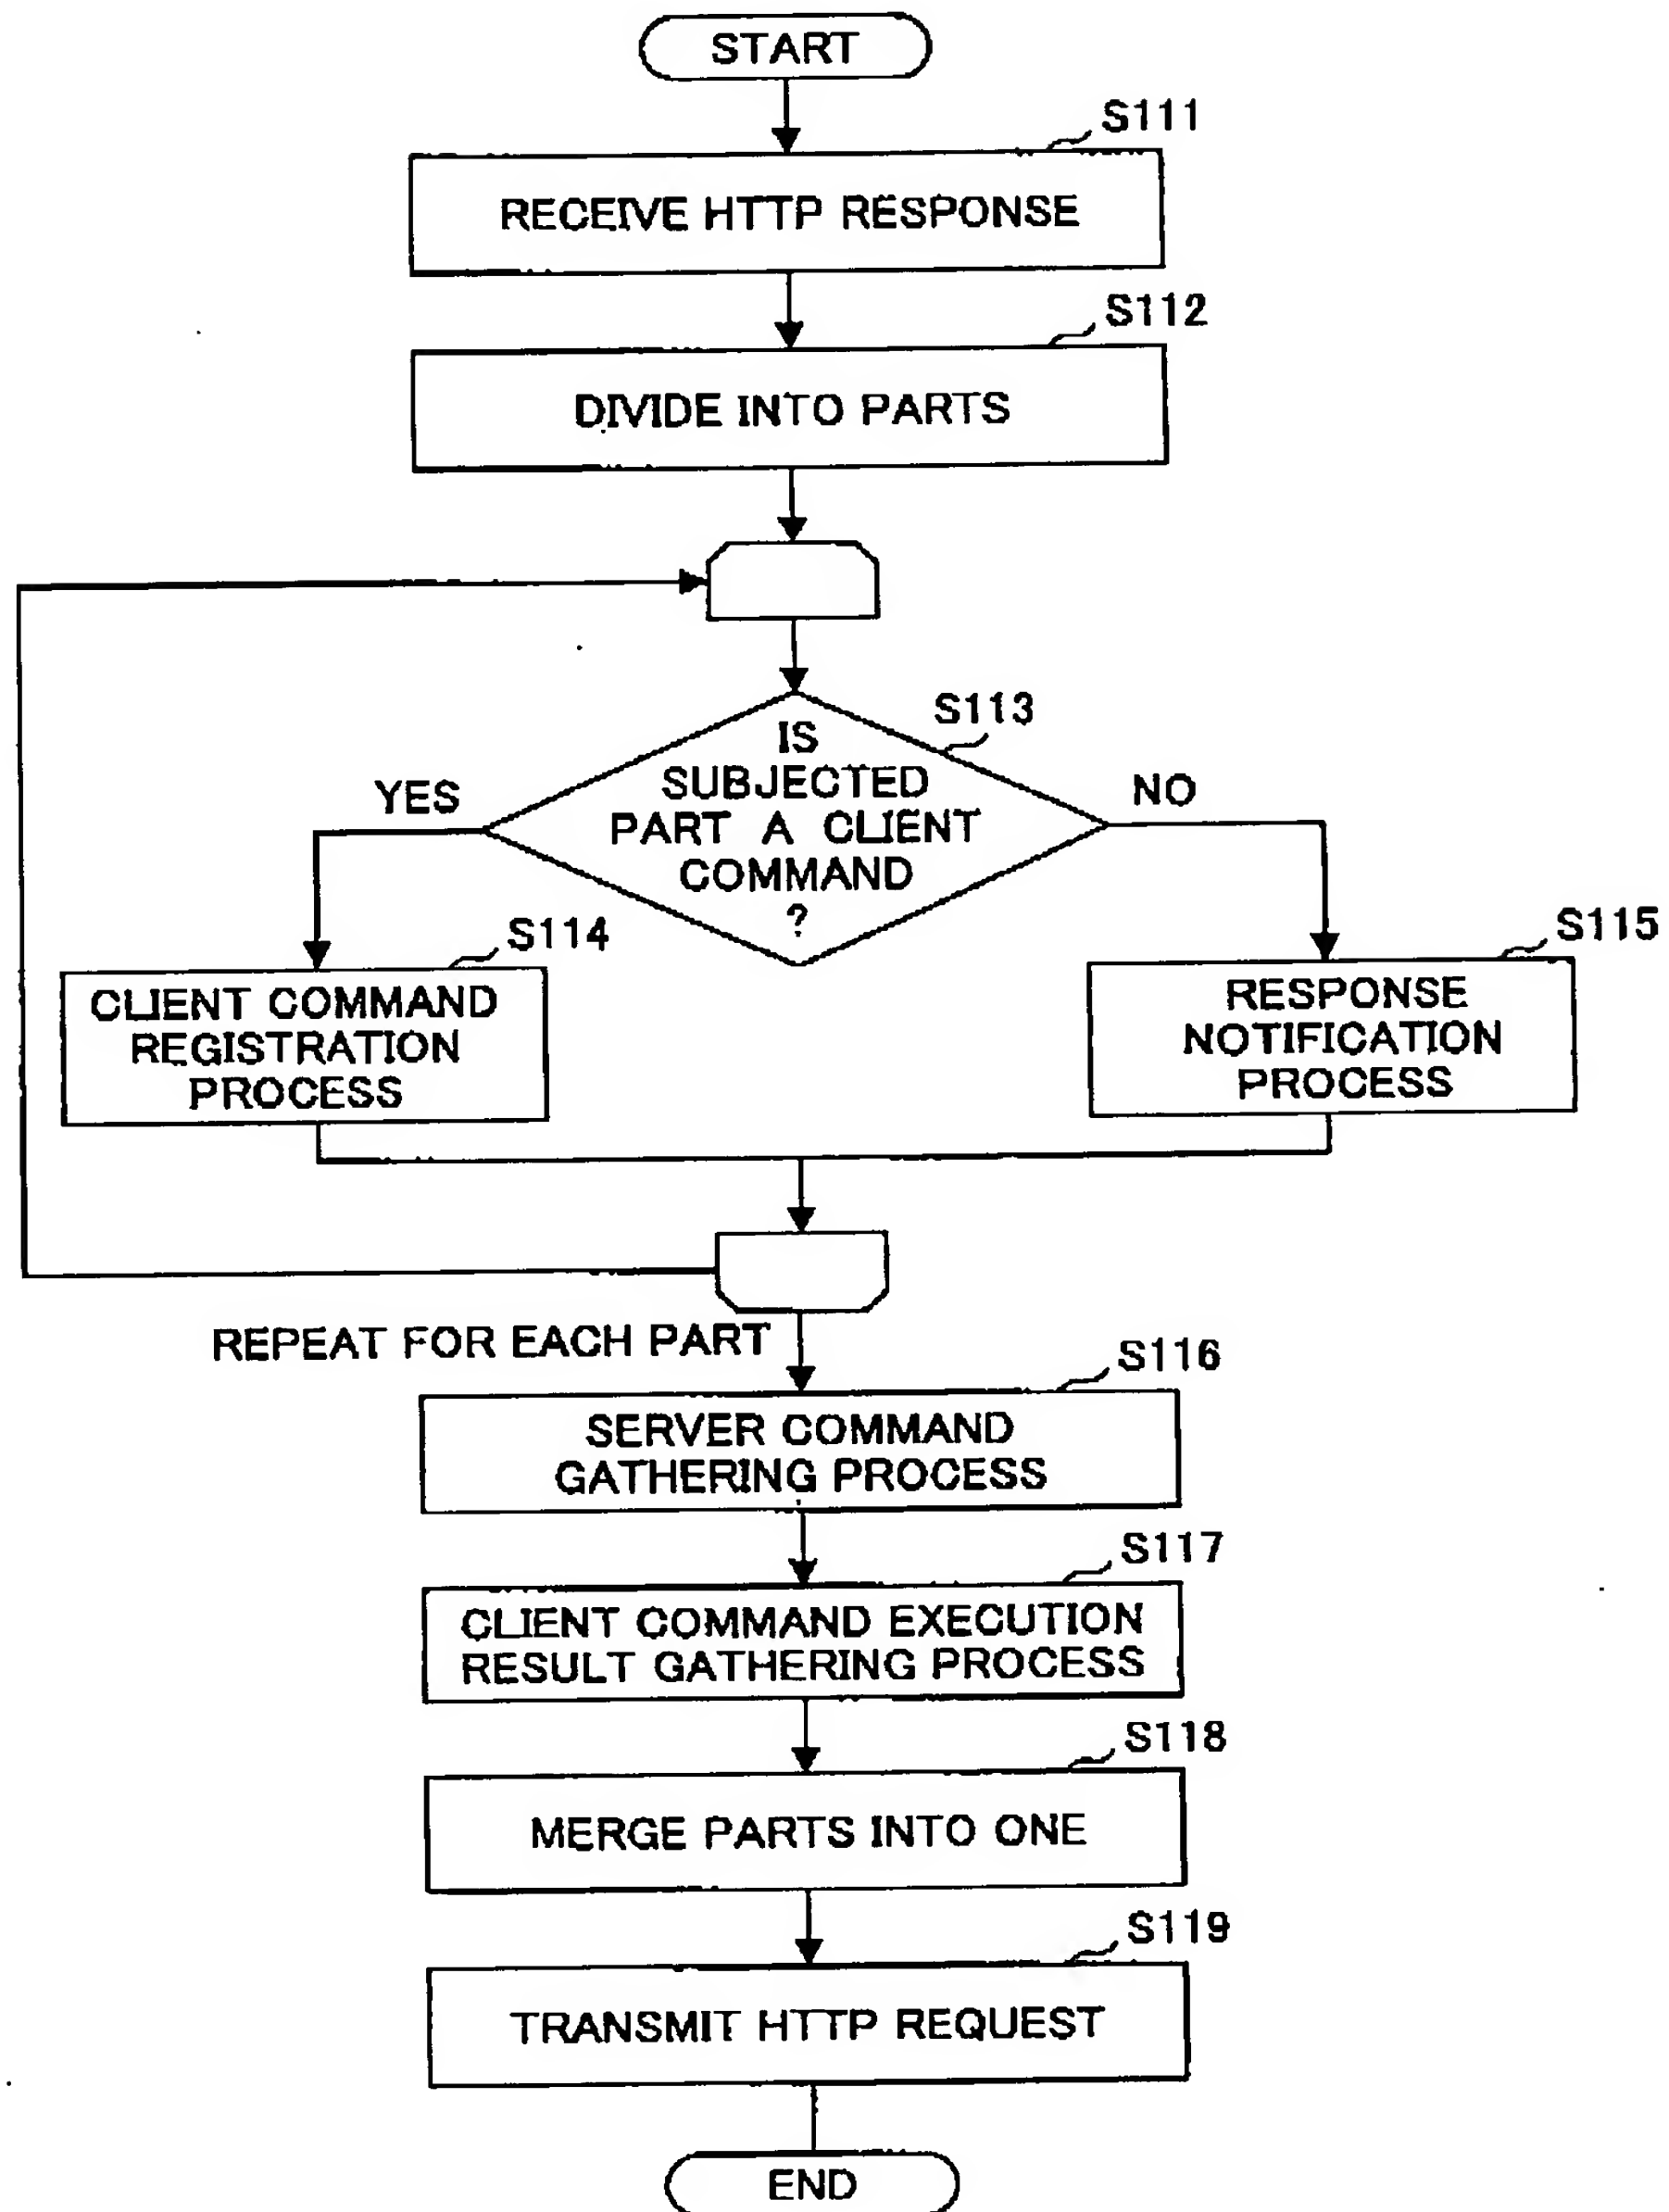 START
S111
RECEIVE HTTP RESPONSE
S112
DIVIDE INTO PARTS
S113
IS
SUBJECTED
PART A CLIENT
COMMAND
?
YES
NO
S114
CLIENT COMMAND
REGISTRATION
PROCESS
S115
RESPONSE
NOTIFICATION
PROCESS
REPEAT FOR EACH PART
S116
SERVER COMMAND
GATHERING PROCESS
S117
CLIENT COMMAND EXECUTION
RESULT GATHERING PROCESS
S118
MERGE PARTS INTO ONE
S119
TRANSMIT HTTP REQUEST
END